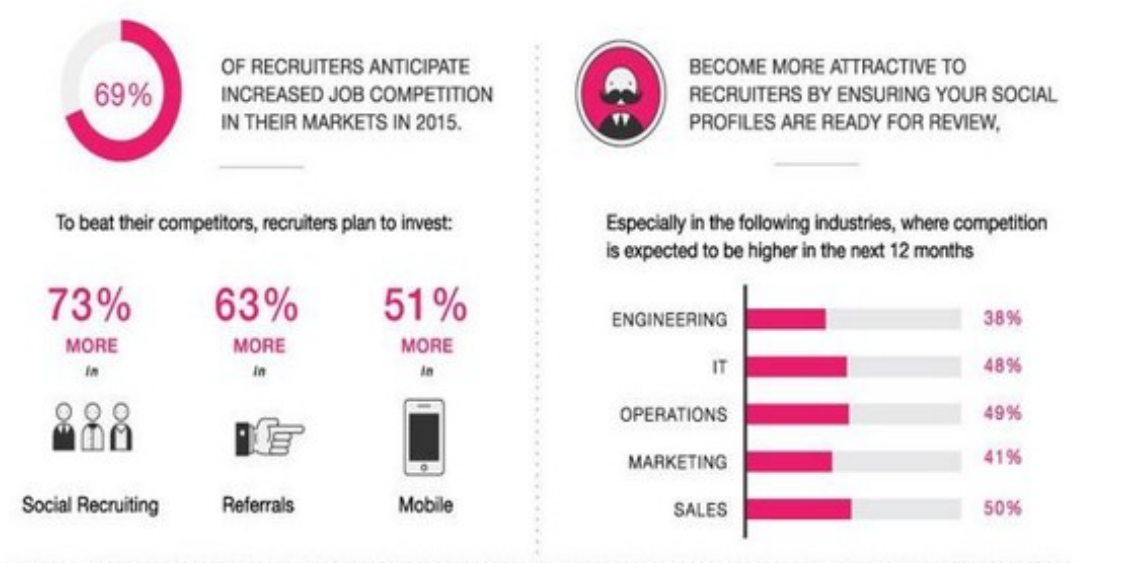 69%
OF RECRUITERS ANTICIPATE
INCREASED JOB COMPETITION
IN THEIR MARKETS IN 2015.
To beat their competitors, recruiters plan to invest:
73%
MORE
in
Social Recruiting
63%
MORE
in
Referrals
51%
MORE
in
Mobile
BECOME MORE ATTRACTIVE TO
RECRUITERS BY ENSURING YOUR SOCIAL
PROFILES ARE READY FOR REVIEW,
Especially in the following industries, where competition
is expected to be higher in the next 12 months
ENGINEERING 38%
IT 48%
OPERATIONS 49%
MARKETING 41%
SALES 50%